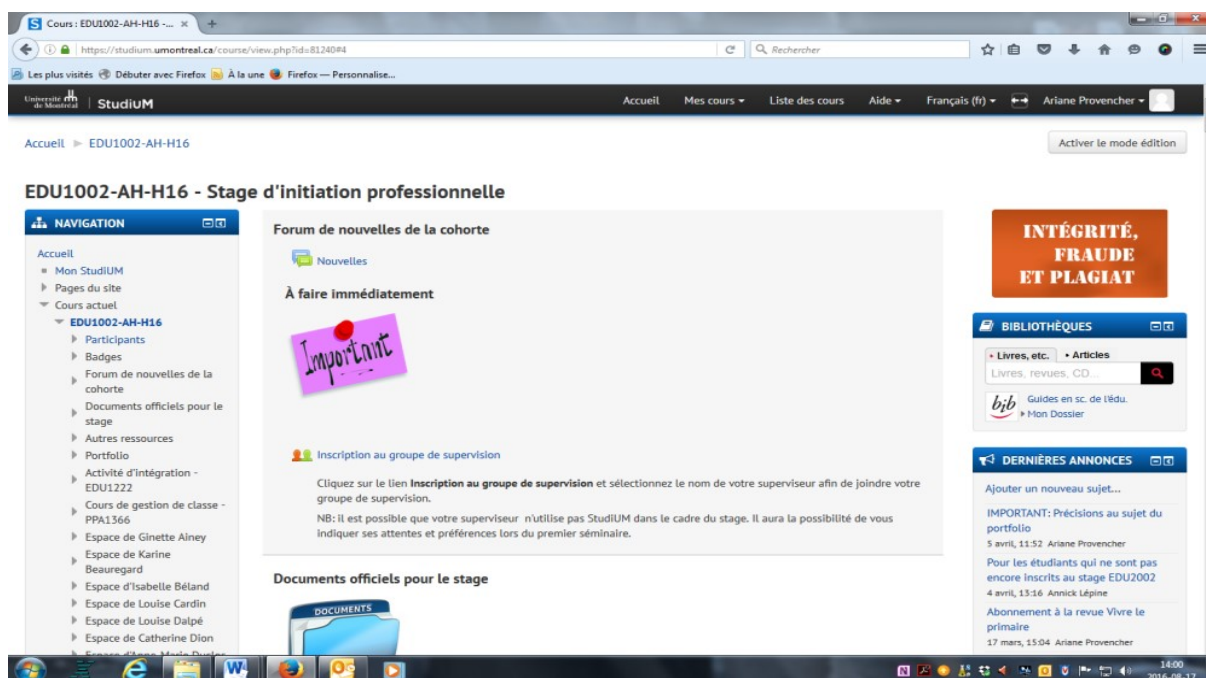 Cours : EDU1002-AH-H16 -...
https://studium.umontreal.ca/course/view.php?id=81240#4
Rechercher
Les plus visités Débuter avec Firefox À la une Firefox — Personnalise...
Université de Montréal
StudiUM
Accueil Mes cours Liste des cours Aide Français (fr) Ariane Provencher
Accueil EDU1002-AH-H16
Activer le mode édition
EDU1002-AH-H16 - Stage d'initiation professionnelle
NAVIGATION
Accueil
Mon StudiUM
Pages du site
Cours actuel
EDU1002-AH-H16
Participants
Badges
Forum de nouvelles de la
cohorte
Documents officiels pour le
stage
Autres ressources
Portfolio
Activité d'intégration -
EDU1222
Cours de gestion de classe -
PPA1366
Espace de Ginette Ainey
Espace de Karine
Beauregard
Espace d'Isabelle Béland
Espace de Louise Cardin
Espace de Louise Dalpé
Espace de Catherine Dion
Forum de nouvelles de la cohorte
Nouvelles
À faire immédiatement
Important
Inscription au groupe de supervision
Cliquez sur le lien Inscription au groupe de supervision et sélectionnez le nom de votre superviseur afin de joindre votre
groupe de supervision.
NB: il est possible que votre superviseur n'utilise pas StudiUM dans le cadre du stage. Il aura la possibilité de vous
indiquer ses attentes et préférences lors du premier séminaire.
Documents officiels pour le stage
DOCUMENTS
INTÉGRITÉ,
FRAUDE
ET PLAGIAT
BIBLIOTHÈQUES
Livres, etc. Articles
Livres, revues, CD...
bib
Guides en sc. de l'édu.
Mon Dossier
DERNIÈRES ANNONCES
Ajouter un nouveau sujet...
IMPORTANT: Précisions au sujet du
portfolio
5 avril, 11:52 Ariane Provencher
Pour les étudiants qui ne sont pas
encore inscrits au stage EDU2002
4 avril, 13:16 Annick Lépine
Abonnement à la revue Vivre le
primaire
17 mars, 15:04 Ariane Provencher
14:00
2016-08-17